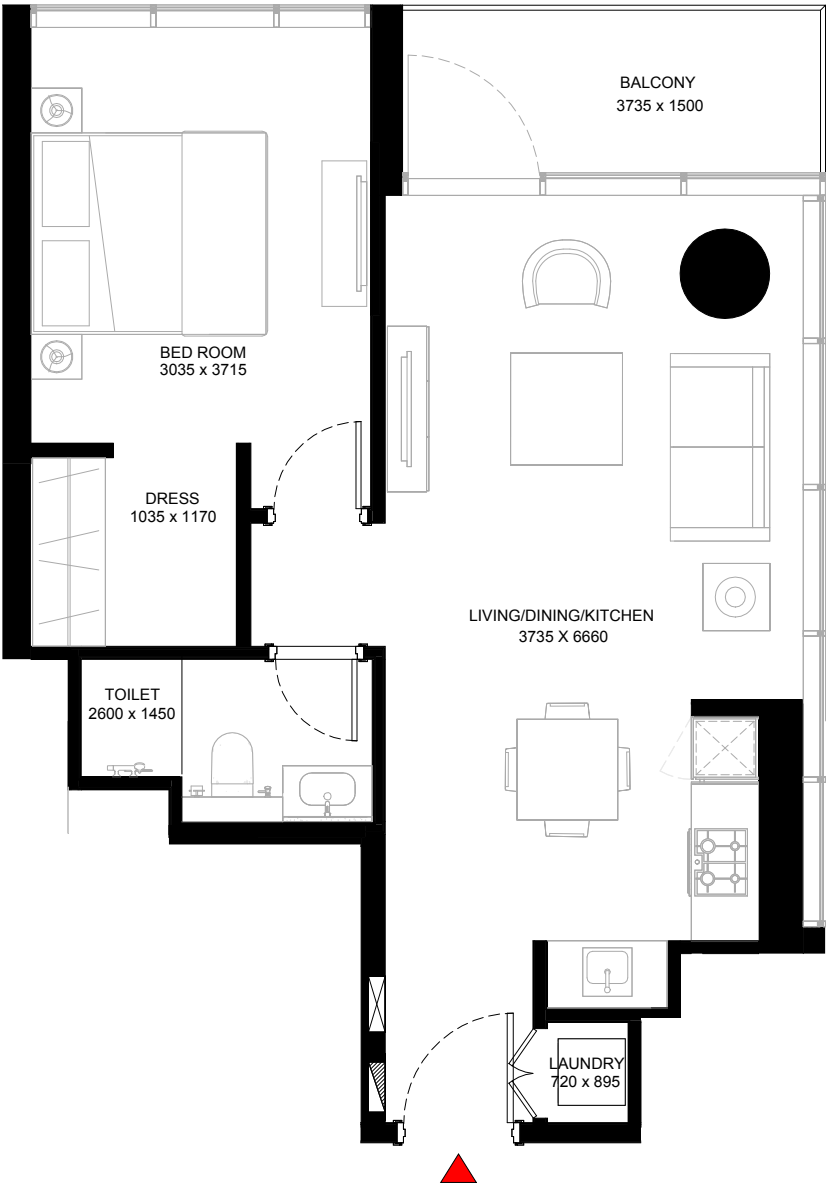 BALCONY
3735 x 1500
BED ROOM
3035 x 3715
DRESS
1035 x 1170
LIVING/DINING/KITCHEN
3735 X 6660
TOILET
2600 x 1450
LAUNDRY
720 x 895